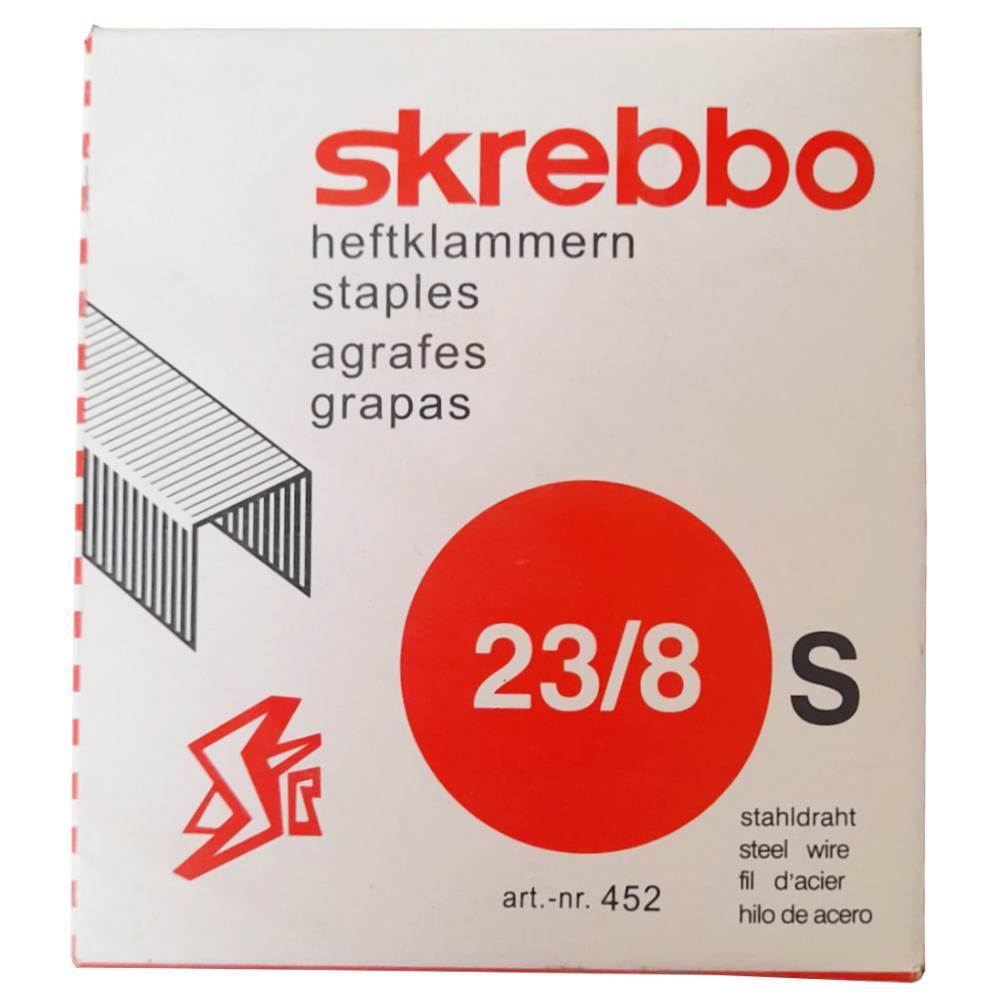 skrebbo
heftklammern
staples
agrafes
grapas
23/8 S
art.-nr. 452
stahldraht
steel wire
fil d'acier
hilo de acero